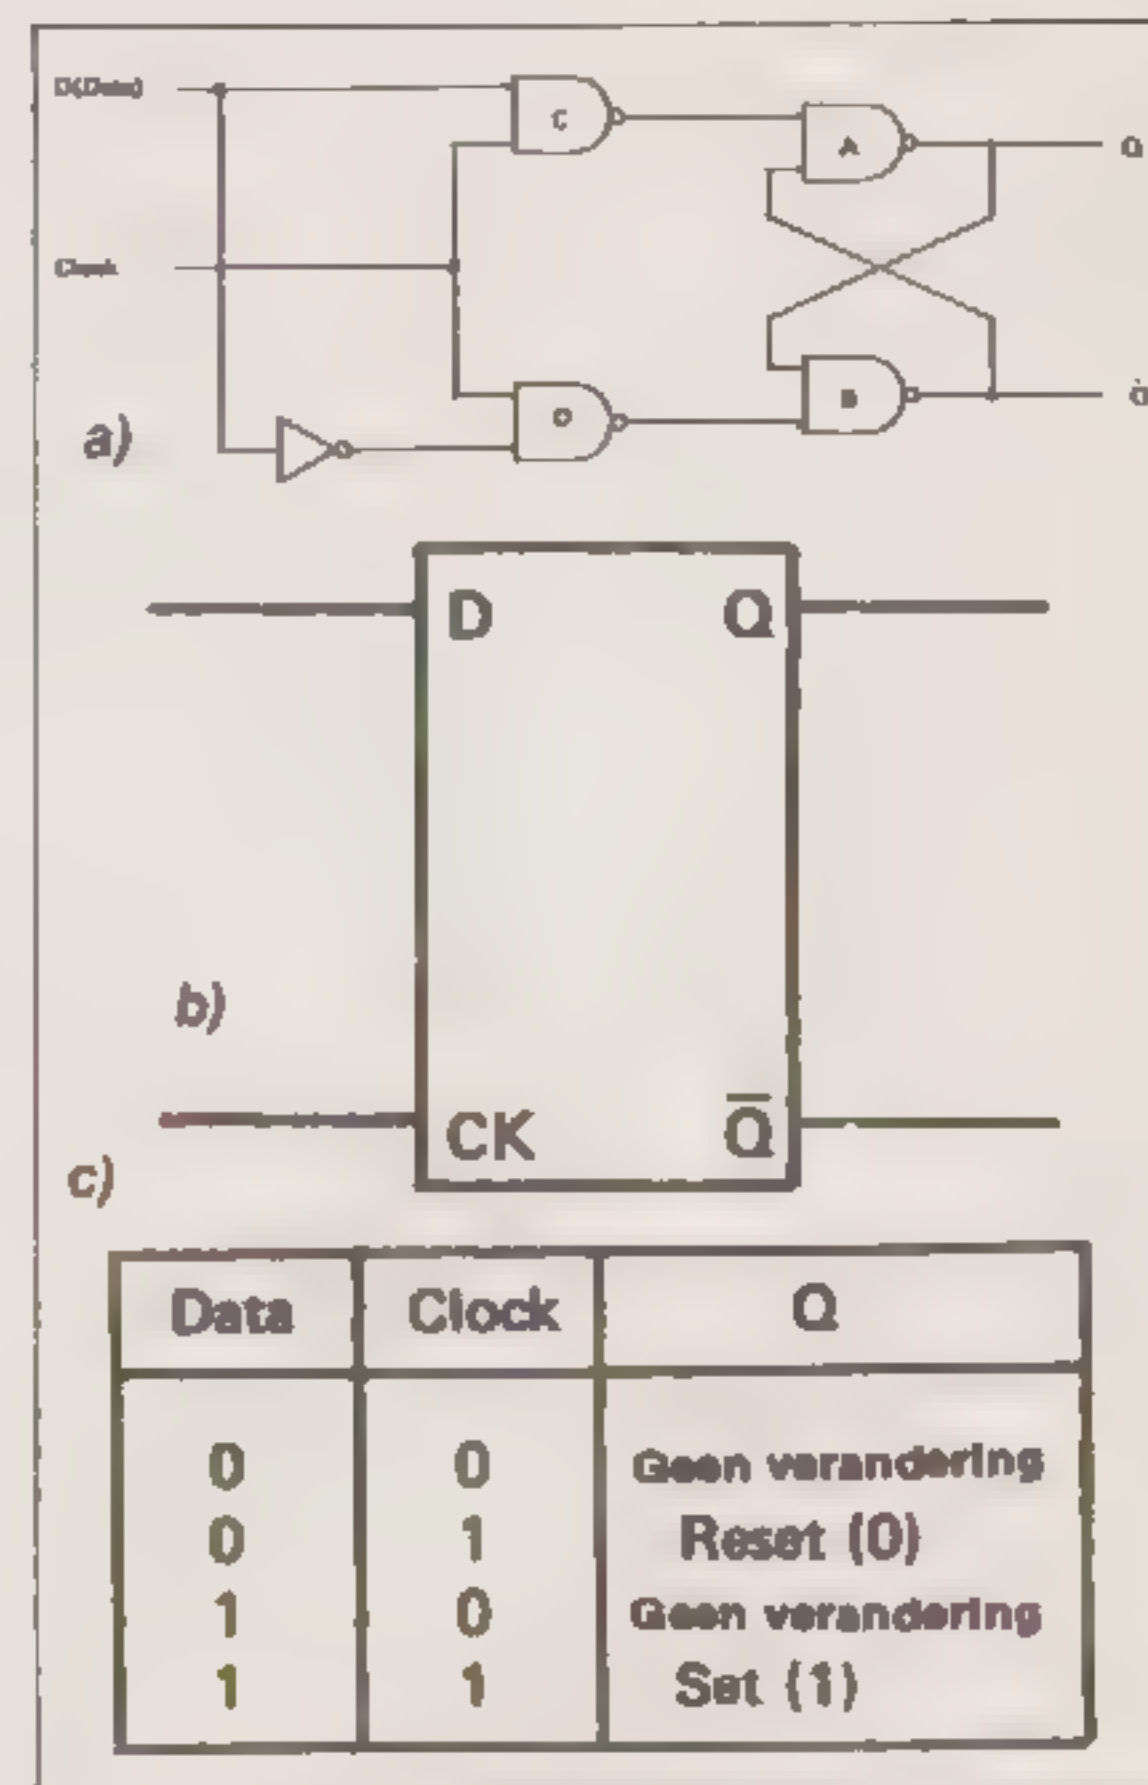 D(Data)
C
A
Q
Clock
D
B
Q̄
a)
D
Q
b)
CK
Q̄
c)
Data Clock Q
0 0 Geen verandering
0 1 Reset (0)
1 0 Geen verandering
1 1 Set (1)